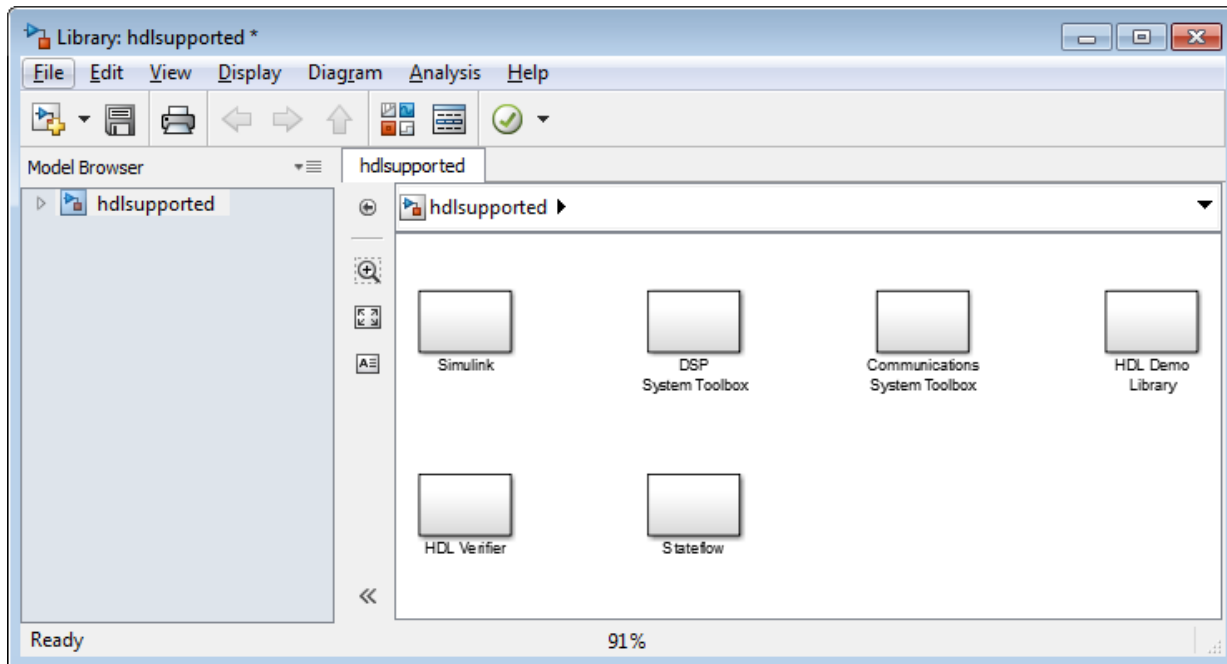 Library: hdlsupported *
File Edit View Display Diagram Analysis Help
Model Browser
hdlsupported
hdlsupported
hdlsupported
Simulink
DSP
System Toolbox
Communications
System Toolbox
HDL Demo
Library
HDL Verifier
Stateflow
Ready 91%